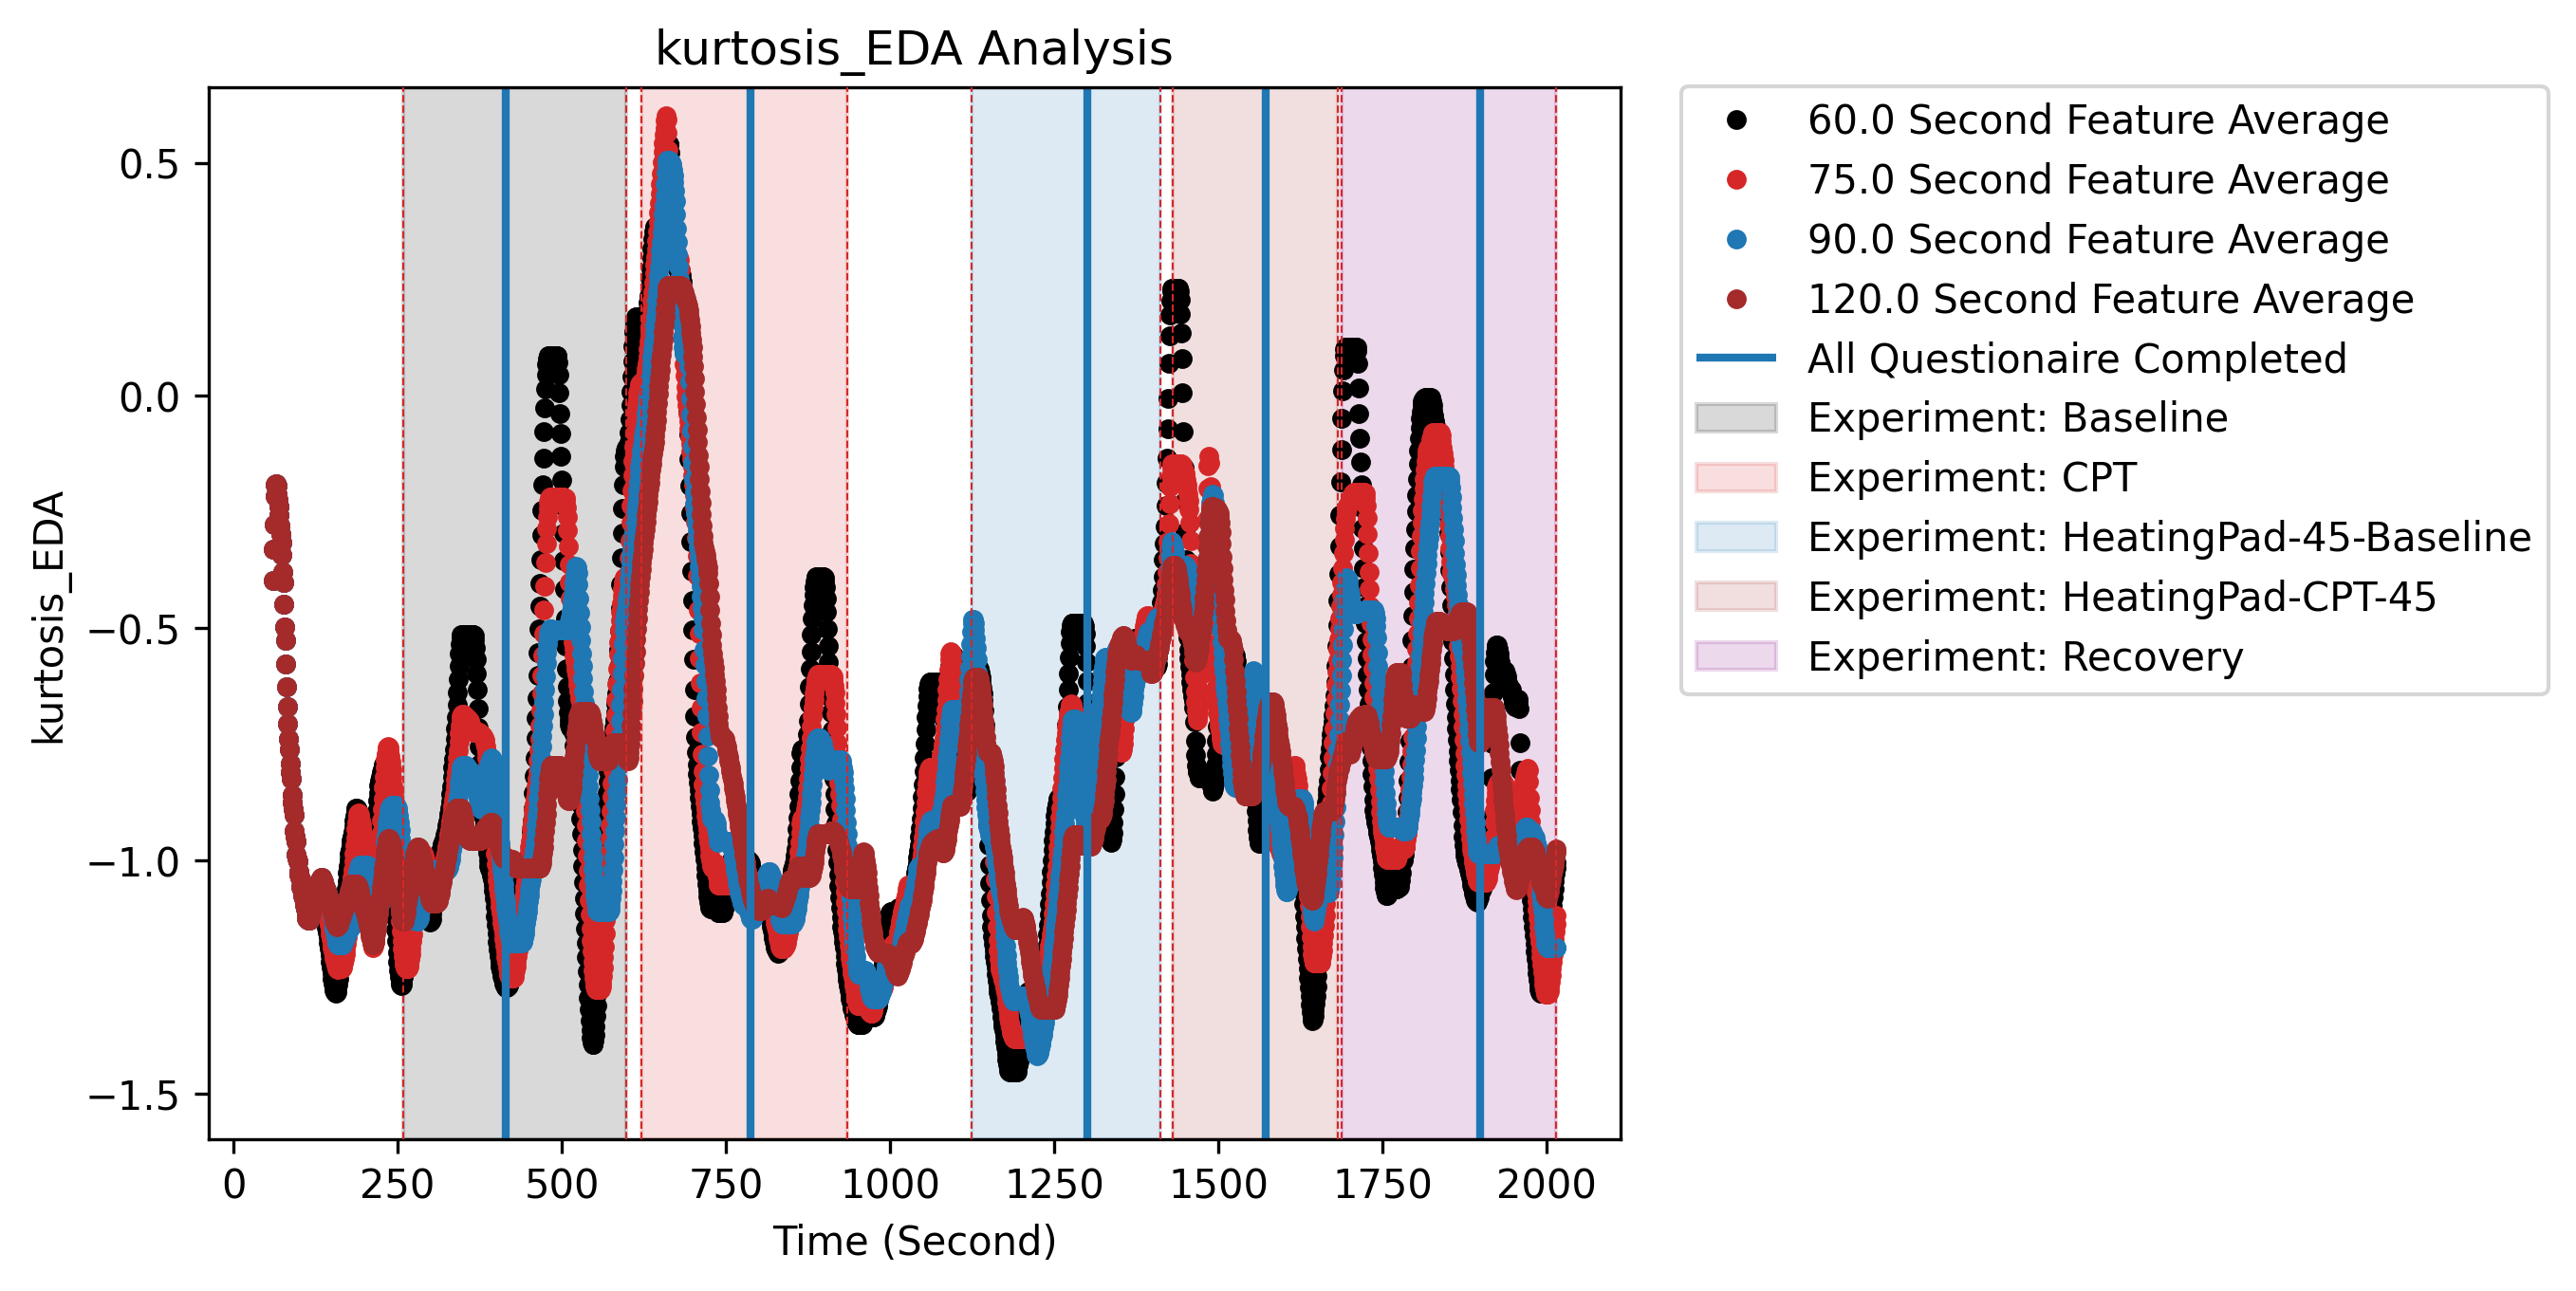 kurtosis_EDA Analysis
kurtosis_EDA
0.5
0.0
−0.5
−1.0
−1.5
0 250 500 750 1000 1250 1500 1750 2000
Time (Second)
60.0 Second Feature Average
75.0 Second Feature Average
90.0 Second Feature Average
120.0 Second Feature Average
All Questionaire Completed
Experiment: Baseline
Experiment: CPT
Experiment: HeatingPad-45-Baseline
Experiment: HeatingPad-CPT-45
Experiment: Recovery